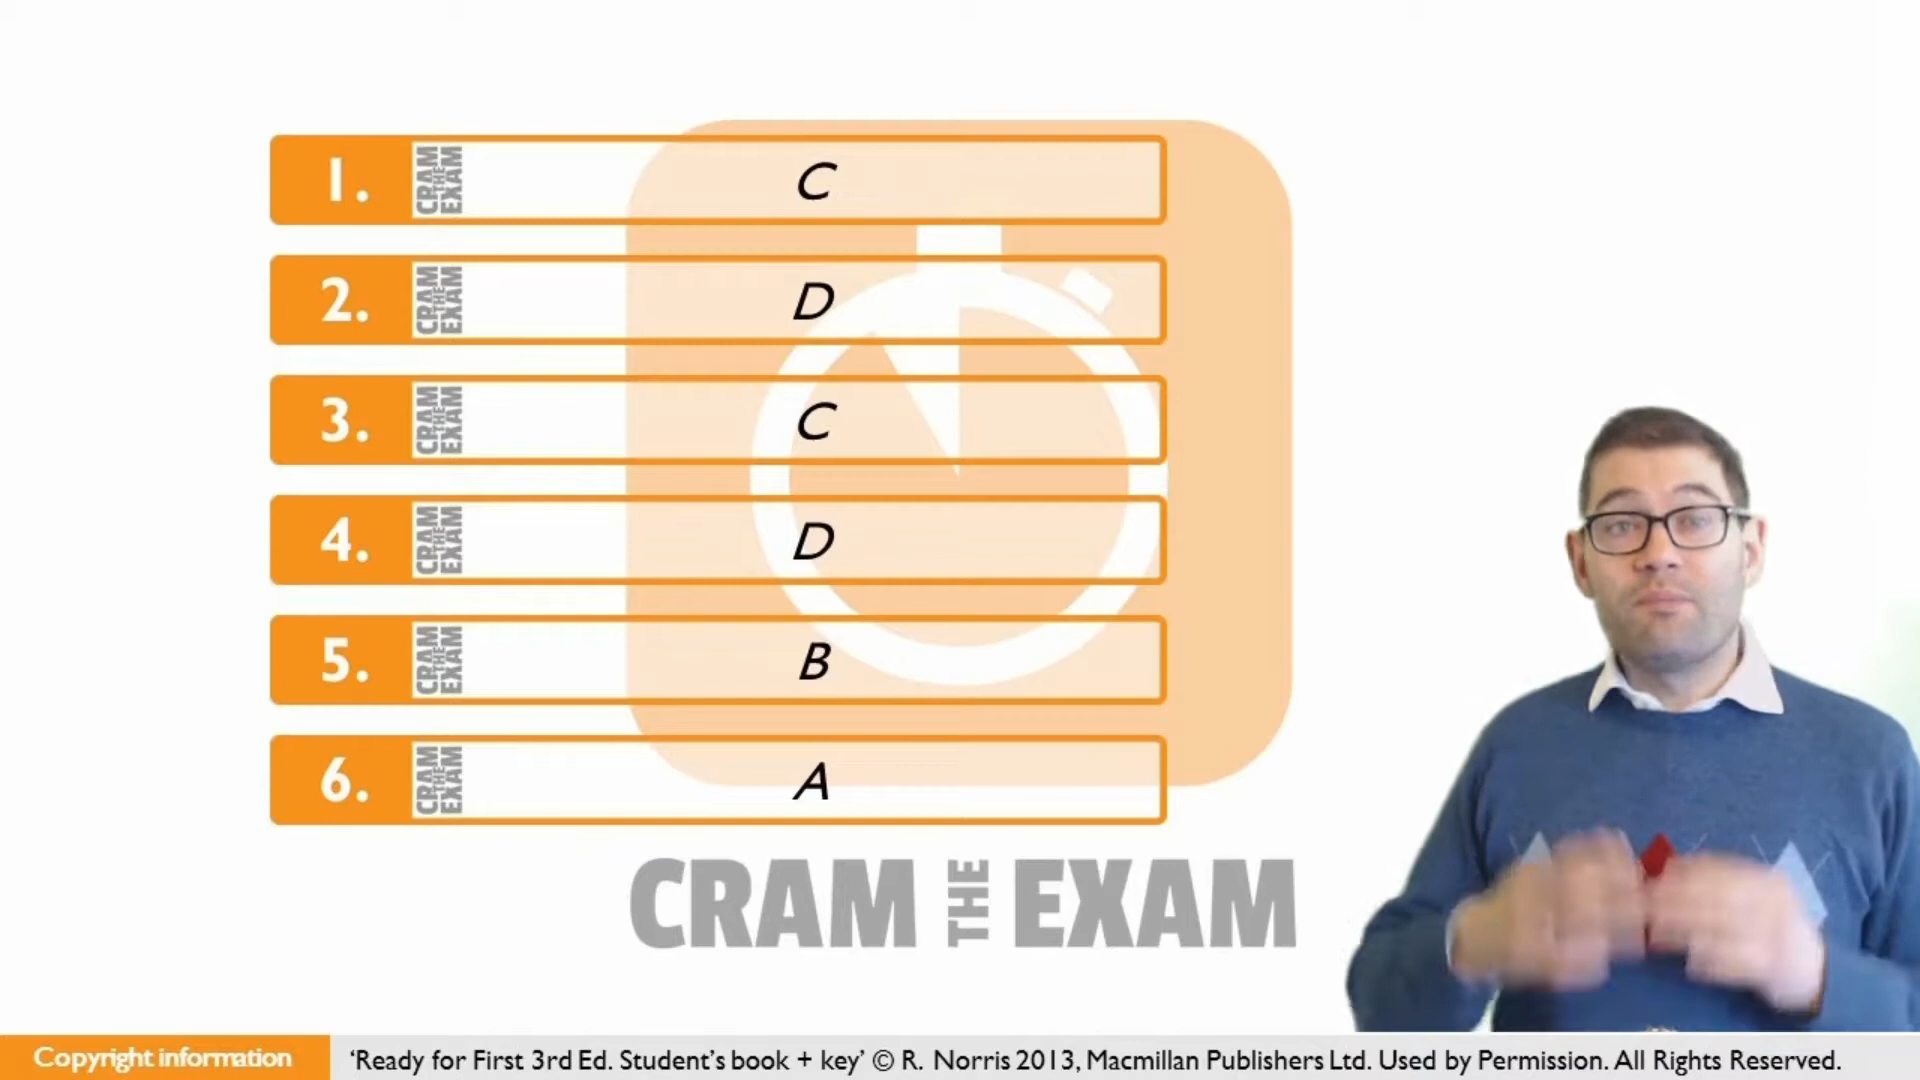 1. CRAM THE EXAM C
2. CRAM THE EXAM D
3. CRAM THE EXAM C
4. CRAM THE EXAM D
5. CRAM THE EXAM B
6. CRAM THE EXAM A
CRAM THE EXAM
Copyright information ‘Ready for First 3rd Ed. Student’s book + key’ © R. Norris 2013, Macmillan Publishers Ltd. Used by Permission. All Rights Reserved.